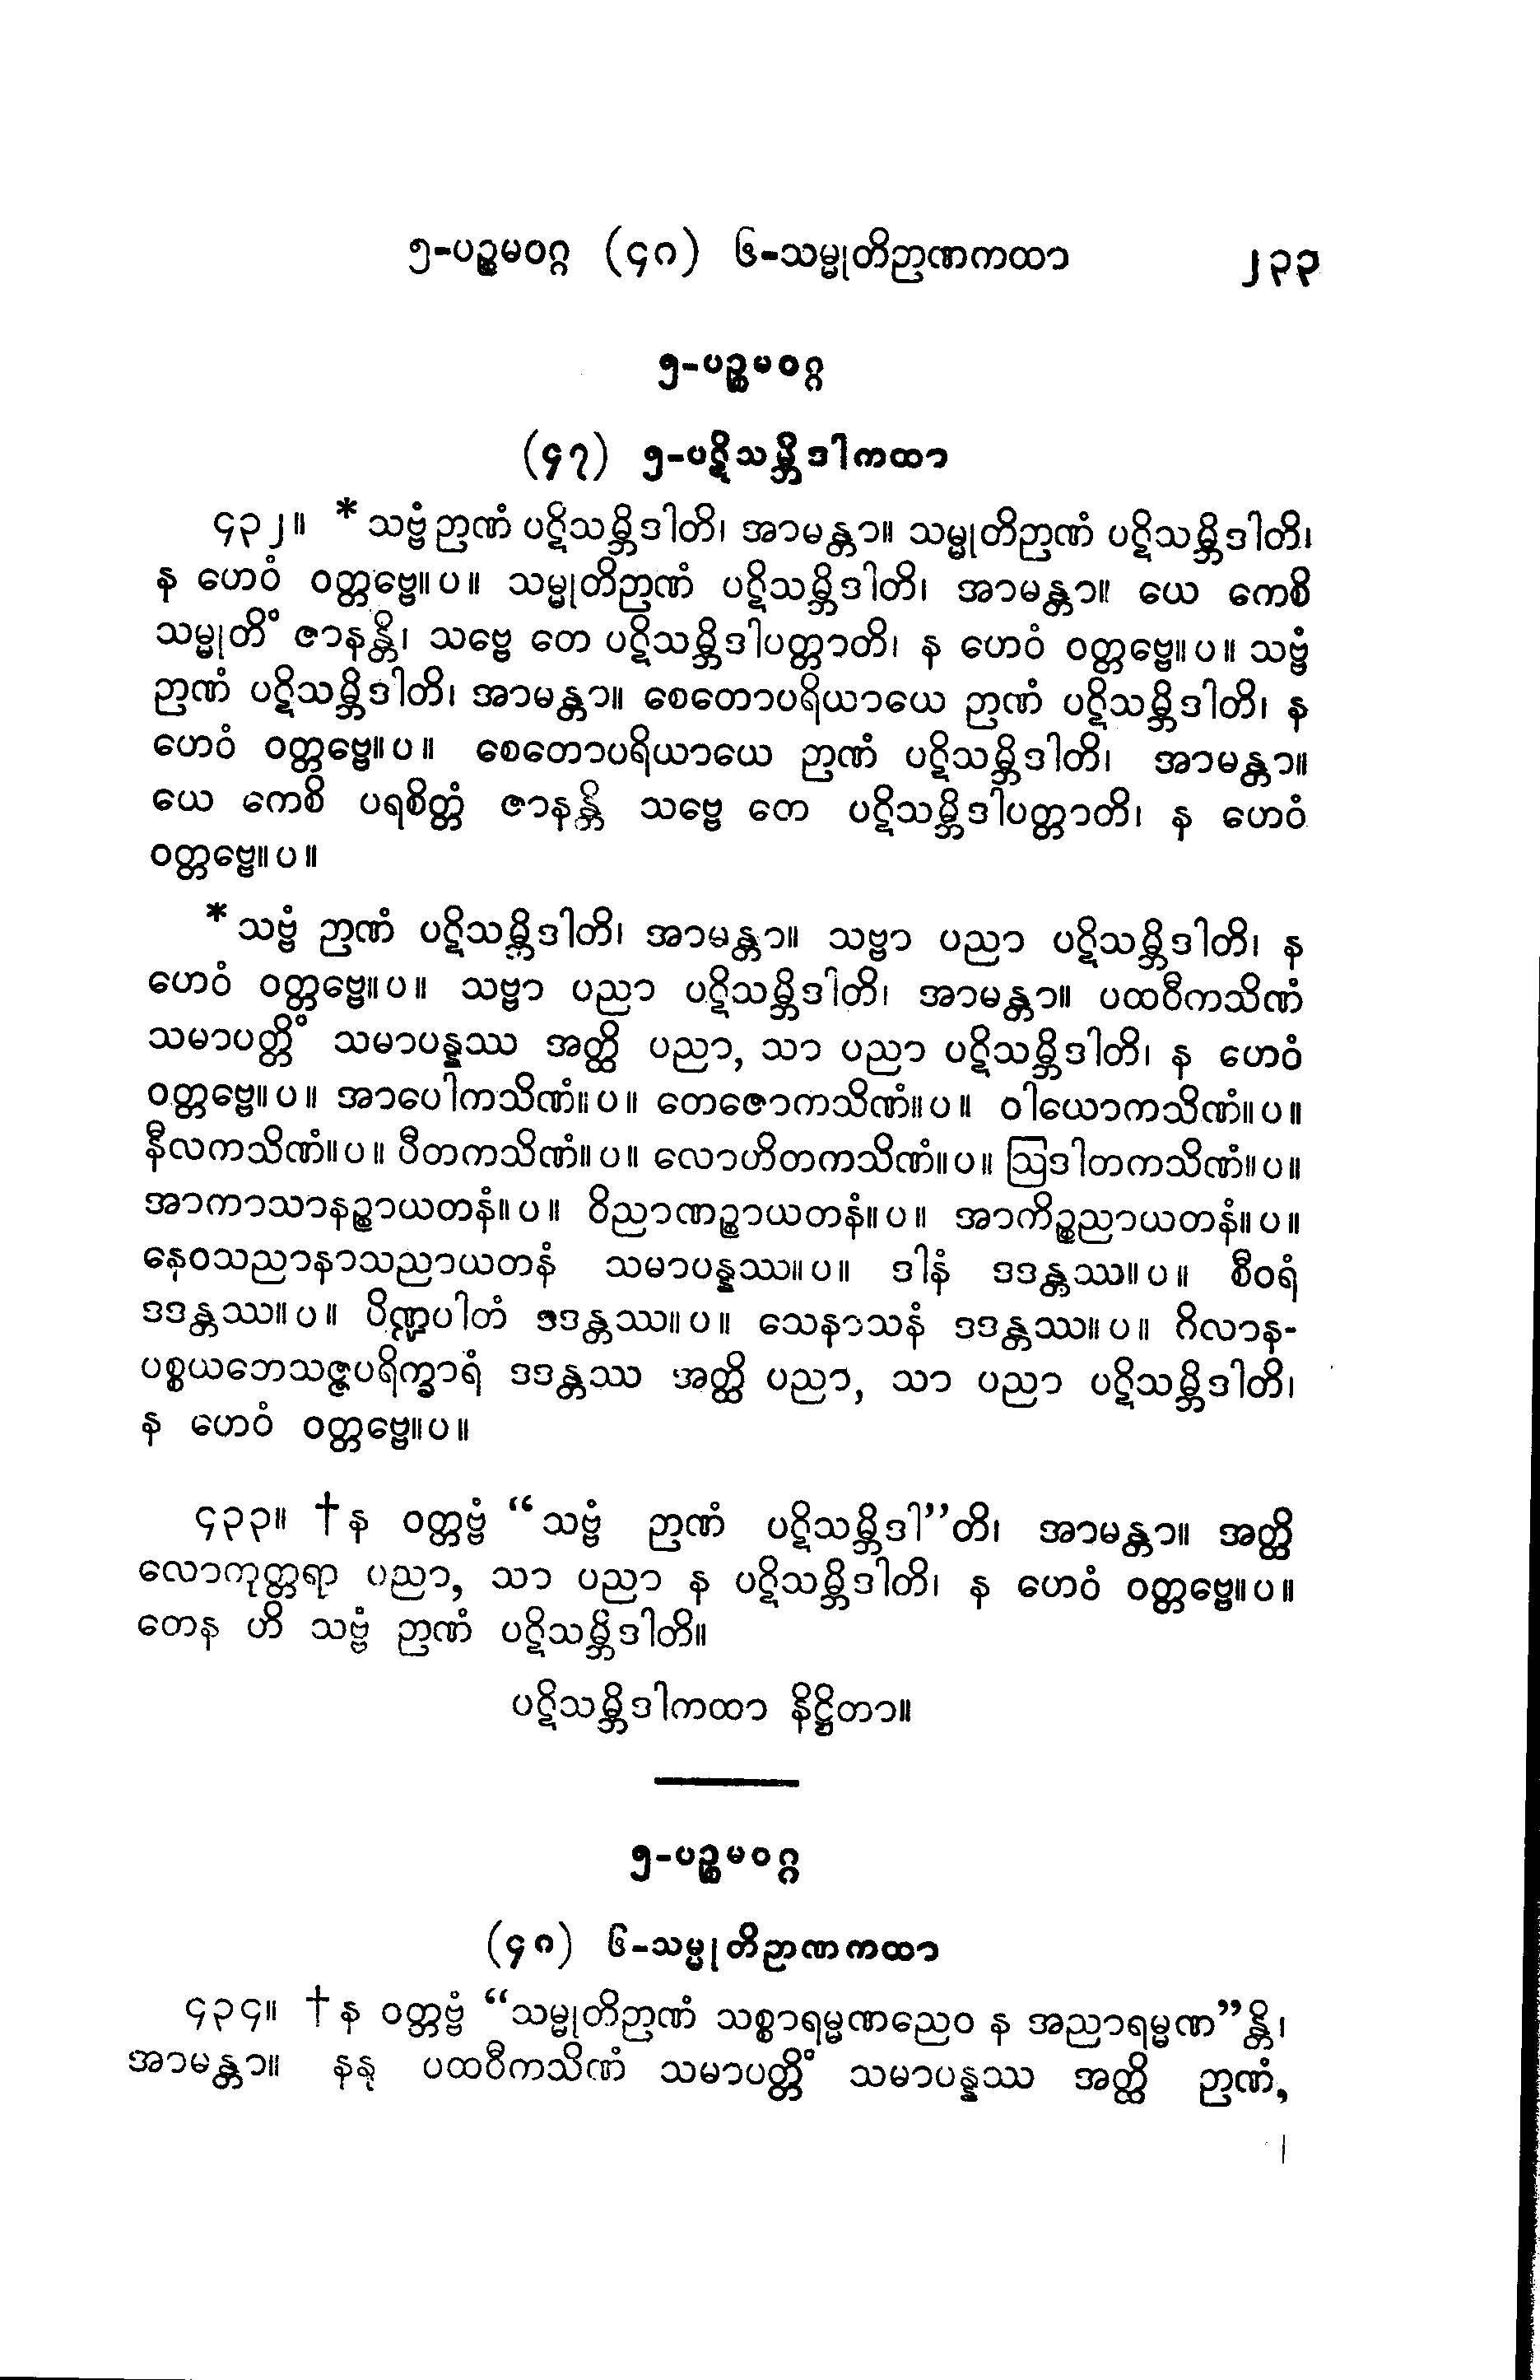 ၅-ပဉ္စမဝဂ္ဂ (၄၈) ၆-သမ္မုတိဉာဏကထာ ၂၃၃
၅-ပဉ္စမဝဂ္ဂ
(၄၇) ၅-ပဋိသမ္ဘိဒါကထာ
၄၃၂။ *သဗ္ဗံဉာဏံ ပဋိသမ္ဘိဒါတိ၊ အာမန္တာ။ သမ္မုတိဉာဏံ ပဋိသမ္ဘိဒါတိ၊
န ဟေဝံ ဝတ္တဗ္ဗေ။ပ။ သမ္မုတိဉာဏံ ပဋိသမ္ဘိဒါတိ၊ အာမန္တာ။ ယေ ကေစိ
သမ္မုတိံ ဇာနန္တိ၊ သဗ္ဗေ တေ ပဋိသမ္ဘိဒါပတ္တာတိ၊ န ဟေဝံ ဝတ္တဗ္ဗေ။ပ။ သဗ္ဗံ
ဉာဏံ ပဋိသမ္ဘိဒါတိ၊ အာမန္တာ။ စေတောပရိယာယေ ဉာဏံ ပဋိသမ္ဘိဒါတိ၊ န
ဟေဝံ ဝတ္တဗ္ဗေ။ပ။ စေတောပရိယာယေ ဉာဏံ ပဋိသမ္ဘိဒါတိ၊ အာမန္တာ။
ယေ ကေစိ ပရစိတ္တံ ဇာနန္တိ သဗ္ဗေ တေ ပဋိသမ္ဘိဒါပတ္တာတိ၊ န ဟေဝံ
ဝတ္တဗ္ဗေ။ပ။
*သဗ္ဗံ ဉာဏံ ပဋိသမ္ဘိဒါတိ၊ အာမန္တာ။ သဗ္ဗာ ပညာ ပဋိသမ္ဘိဒါတိ၊ န
ဟေဝံ ဝတ္တဗ္ဗေ။ပ။ သဗ္ဗာ ပညာ ပဋိသမ္ဘိဒါတိ၊ အာမန္တာ။ ပထဝီကသိဏံ
သမာပတ္တိံ သမာပန္နဿ အတ္ထိ ပညာ, သာ ပညာ ပဋိသမ္ဘိဒါတိ၊ န ဟေဝံ
ဝတ္တဗ္ဗေ။ပ။ အာပေါကသိဏံ။ပ။ တေဇောကသိဏံ။ပ။ ဝါယောကသိဏံ။ပ။
နီလကသိဏံ။ပ။ ပီတကသိဏံ။ပ။ လောဟိတကသိဏံ။ပ။ ဩဒါတကသိဏံ။ပ။
အာကာသာနဉ္စာယတနံ။ပ။ ဝိညာဏဉ္စာယတနံ။ပ။ အာကိဉ္စညာယတနံ။ပ။
နေဝသညာနာသညာယတနံ သမာပန္နဿ။ပ။ ဒါနံ ဒဒန္တဿ။ပ။ စီဝရံ
ဒဒန္တဿ။ပ။ ပိဏ္ဍပါတံ ဒဒန္တဿ။ပ။ သေနာသနံ ဒဒန္တဿ။ပ။ ဂိလာန-
ပစ္စယဘေသဇ္ဇပရိက္ခာရံ ဒဒန္တဿ အတ္ထိ ပညာ, သာ ပညာ ပဋိသမ္ဘိဒါတိ၊
န ဟေဝံ ဝတ္တဗ္ဗေ။ပ။
၄၃၃။ †န ဝတ္တဗ္ဗံ “သဗ္ဗံ ဉာဏံ ပဋိသမ္ဘိဒါ”တိ၊ အာမန္တာ။ အတ္ထိ
လောကုတ္တရာ ပညာ, သာ ပညာ န ပဋိသမ္ဘိဒါတိ၊ န ဟေဝံ ဝတ္တဗ္ဗေ။ပ။
တေန ဟိ သဗ္ဗံ ဉာဏံ ပဋိသမ္ဘိဒါတိ။
ပဋိသမ္ဘိဒါကထာ နိဋ္ဌိတာ။
၅-ပဉ္စမဝဂ္ဂ
(၄၈) ၆-သမ္မုတိဉာဏကထာ
၄၃၄။ †န ဝတ္တဗ္ဗံ “သမ္မုတိဉာဏံ သစ္စာရမ္မဏညေဝ န အညာရမ္မဏ”န္တိ၊
အာမန္တာ။ နနု ပထဝီကသိဏံ သမာပတ္တိံ သမာပန္နဿ အတ္ထိ ဉာဏံ,